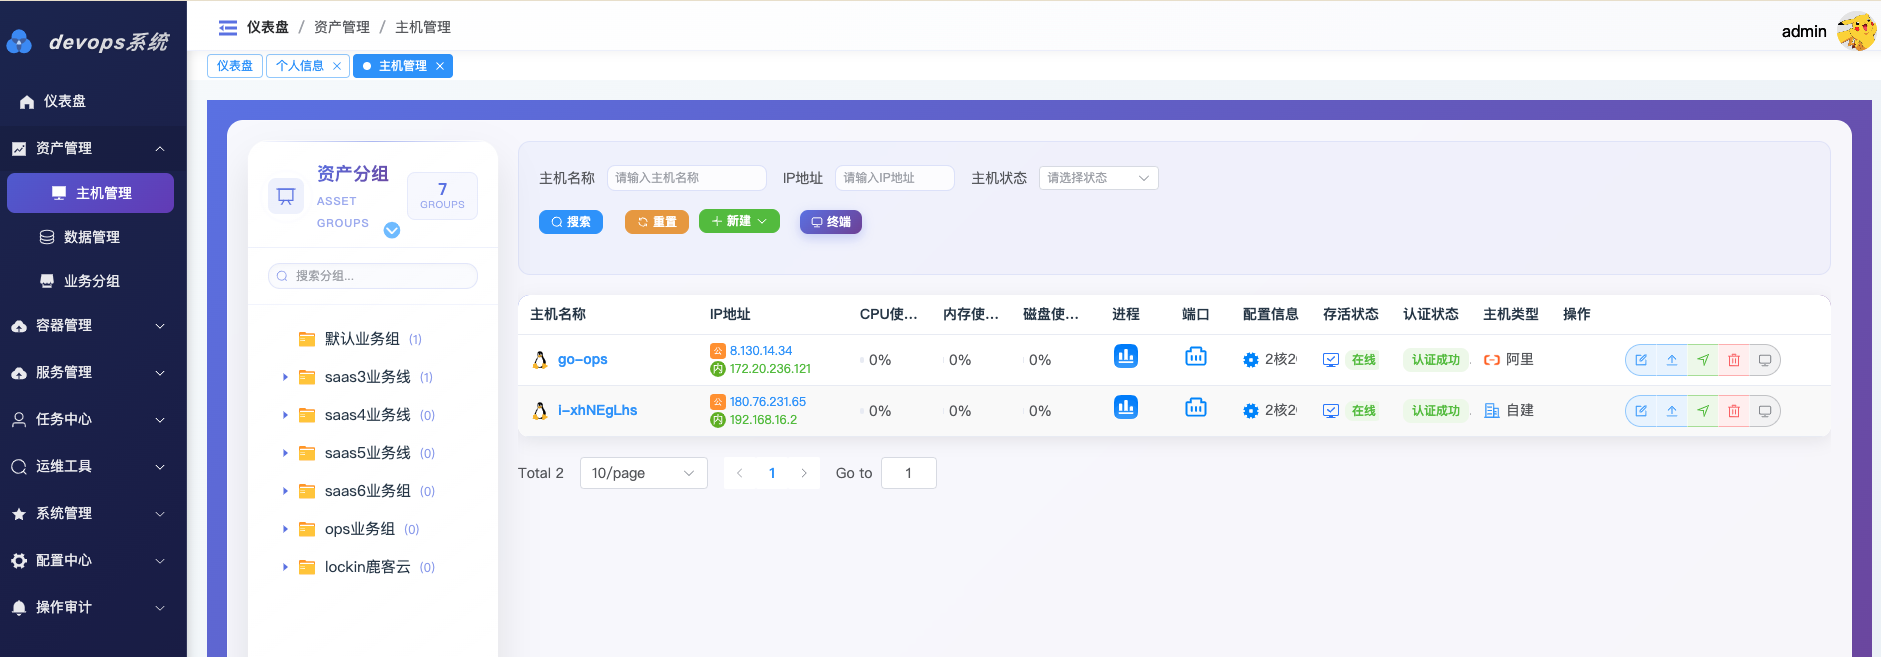 devops系统
仪表盘
资产管理
主机管理
数据管理
业务分组
容器管理
服务管理
任务中心
运维工具
系统管理
配置中心
操作审计
仪表盘 / 资产管理 / 主机管理
admin
仪表盘 个人信息 × 主机管理 ×
资产分组
ASSET
GROUPS
7
GROUPS
搜索分组...
默认业务组 (1)
saas3业务线 (1)
saas4业务线 (0)
saas5业务线 (0)
saas6业务组 (0)
ops业务组 (0)
lockin鹿客云 (0)
主机名称 请输入主机名称 IP地址 请输入IP地址 主机状态 请选择状态
搜索 重置 新建 终端
主机名称 IP地址 CPU使... 内存使... 磁盘使... 进程 端口 配置信息 存活状态 认证状态 主机类型 操作
go-ops 公 8.130.14.34 0% 0% 0% 2核2 在线 认证成功 阿里
内 172.20.236.121
i-xhNEgLhs 公 180.76.231.65 0% 0% 0% 2核2 在线 认证成功 自建
内 192.168.16.2
Total 2 10/page 1 Go to 1